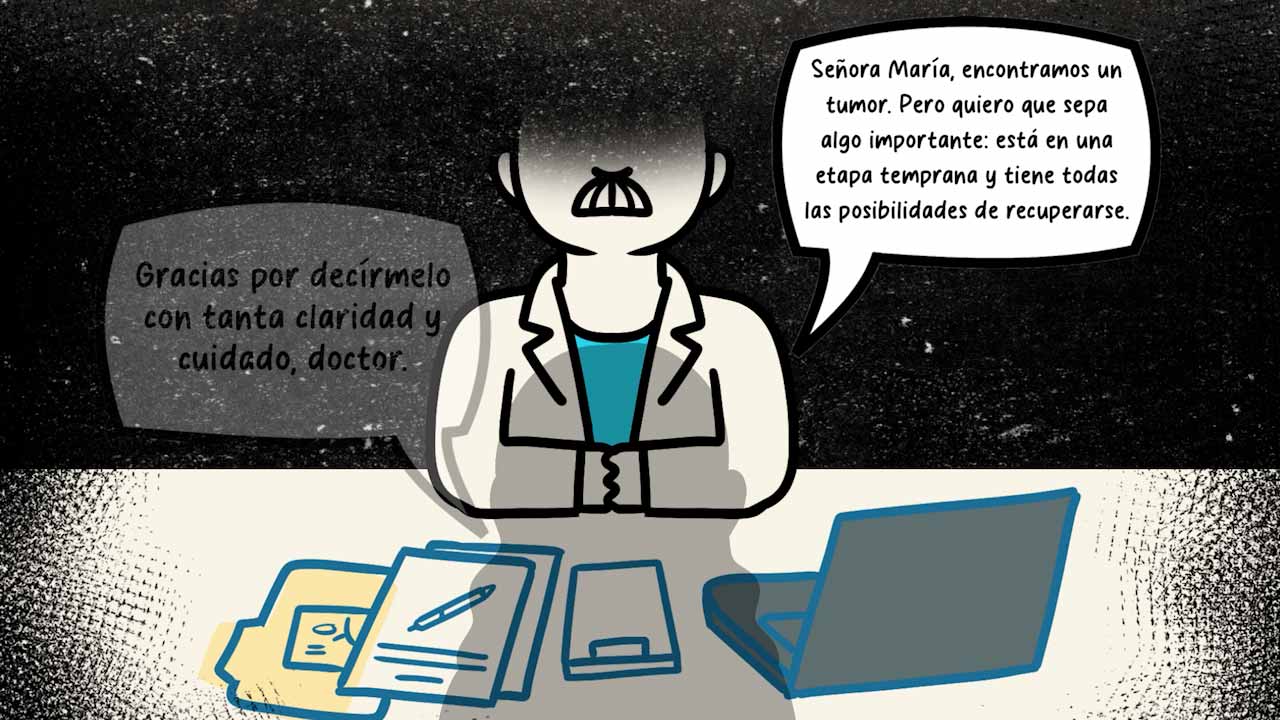 Señora María, encontramos un
tumor. Pero quiero que sepa
algo importante: está en una
etapa temprana y tiene todas
las posibilidades de recuperarse.
Gracias por decírmelo
con tanta claridad y
cuidado, doctor.